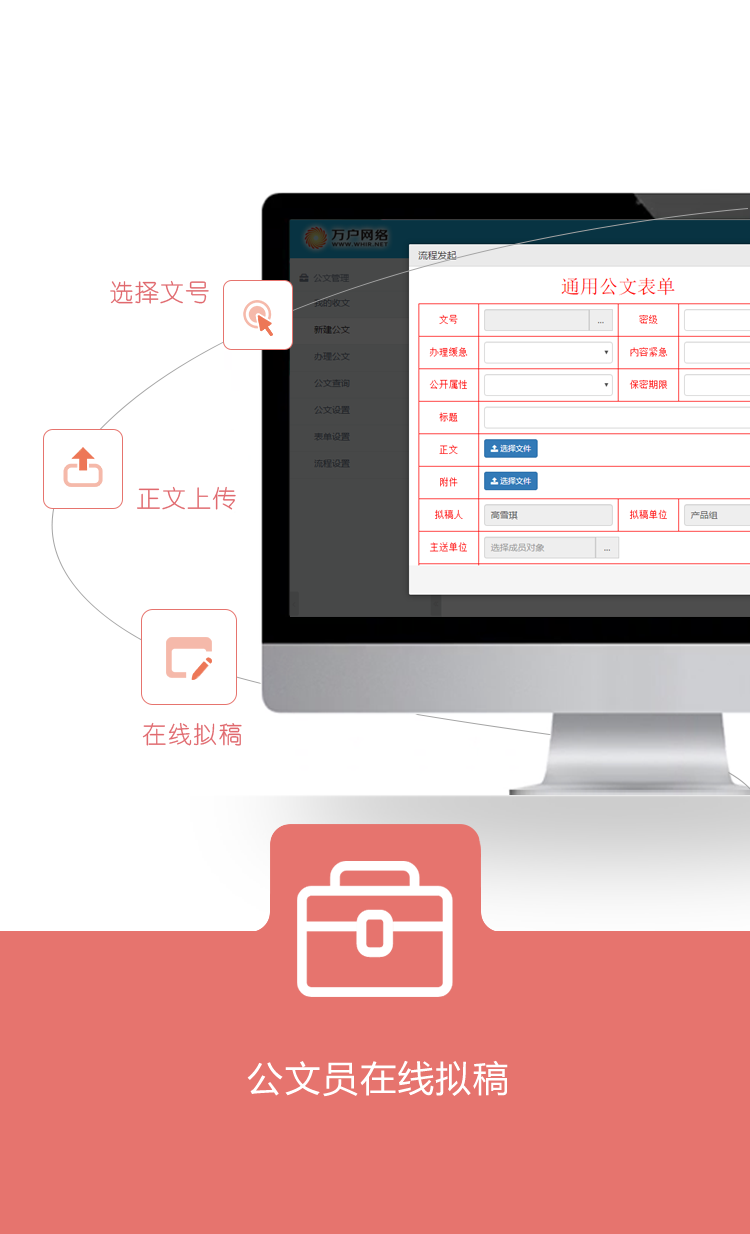 万户网络
WWW.WHIR.NET
流程发起
通用公文表单
选择文号
公文管理
我的收文
新建公文
办理公文
公文查询
公文设置
表单设置
流程设置
文号
...
密级
办理缓急
内容紧急
公开属性
保密期限
标题
正文
选择文件
附件
选择文件
拟稿人
高雪琪
拟稿单位
产品组
主送单位
选择成员对象
...
正文上传
在线拟稿
公文员在线拟稿